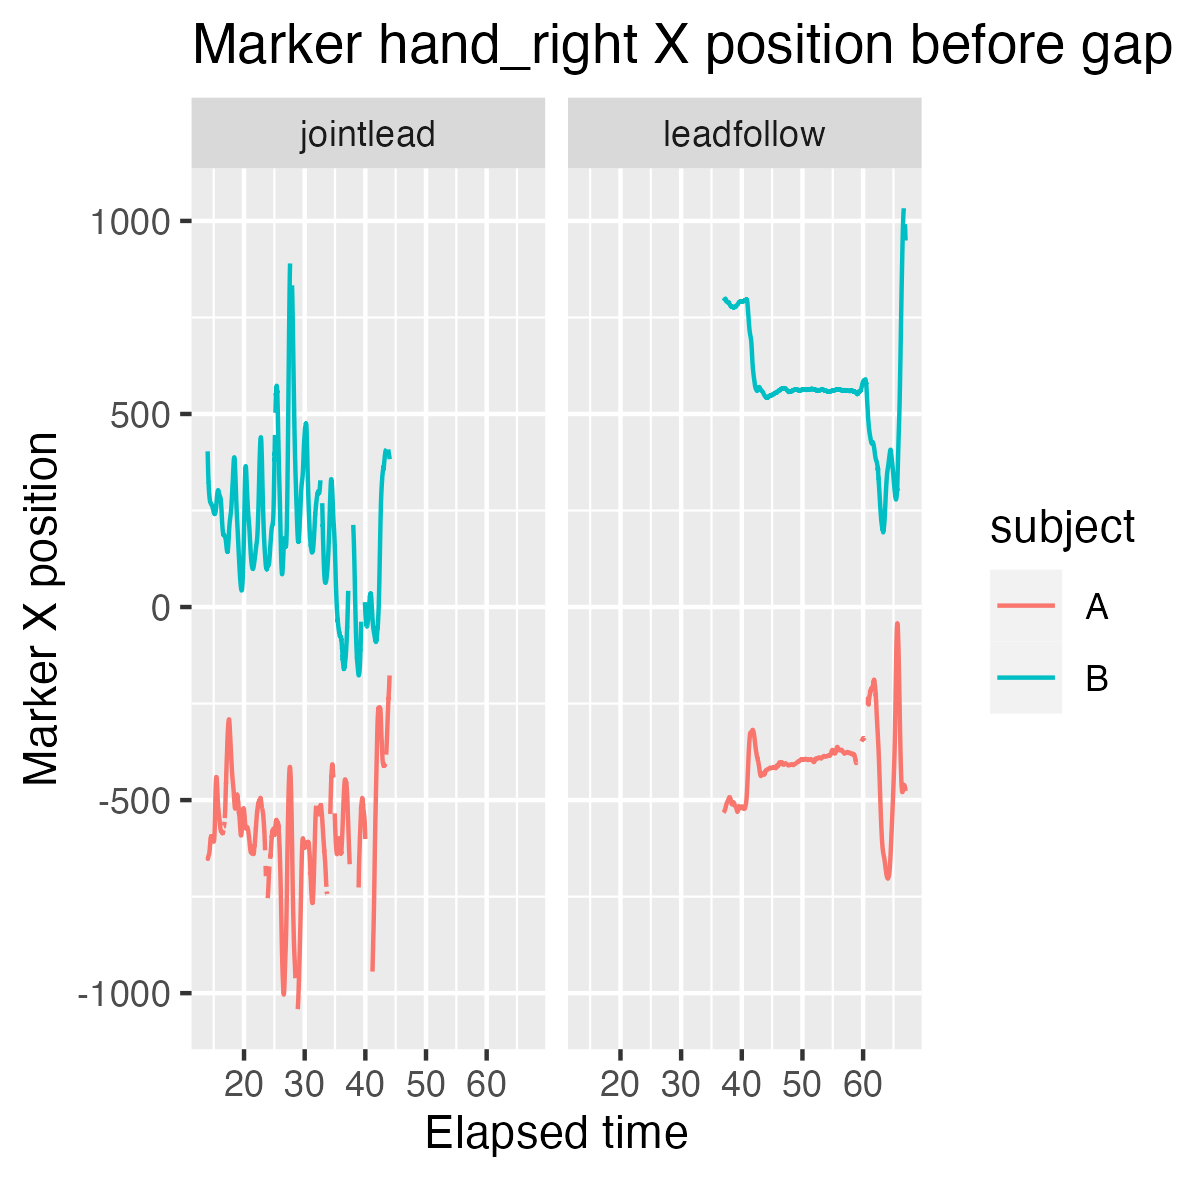 Marker hand_right X position before gap
jointlead
leadfollow
1000
500
0
-500
-1000
Marker X position
20 30 40 50 60
20 30 40 50 60
Elapsed time
subject
A
B